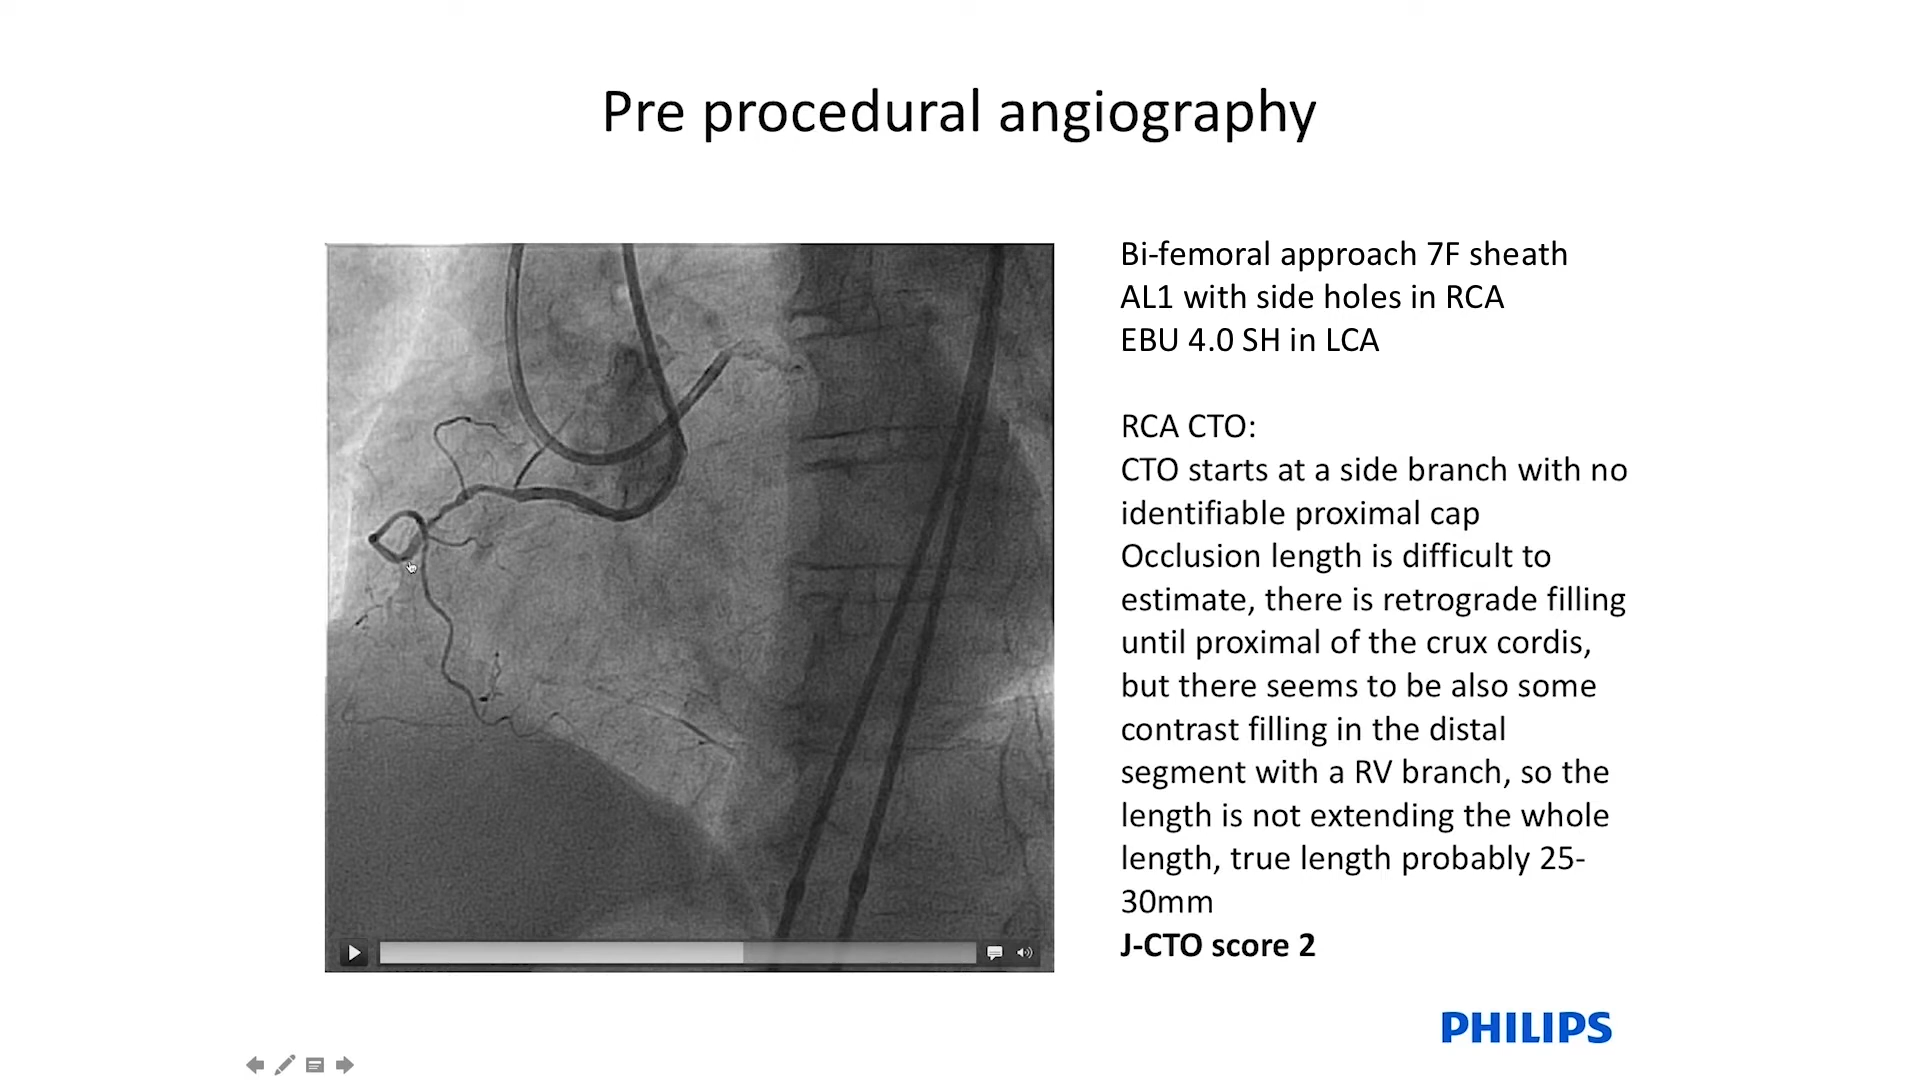 Pre procedural angiography
Bi-femoral approach 7F sheath
AL1 with side holes in RCA
EBU 4.0 SH in LCA
RCA CTO:
CTO starts at a side branch with no
identifiable proximal cap
Occlusion length is difficult to
estimate, there is retrograde filling
until proximal of the crux cordis,
but there seems to be also some
contrast filling in the distal
segment with a RV branch, so the
length is not extending the whole
length, true length probably 25-
30mm
J-CTO score 2
PHILIPS